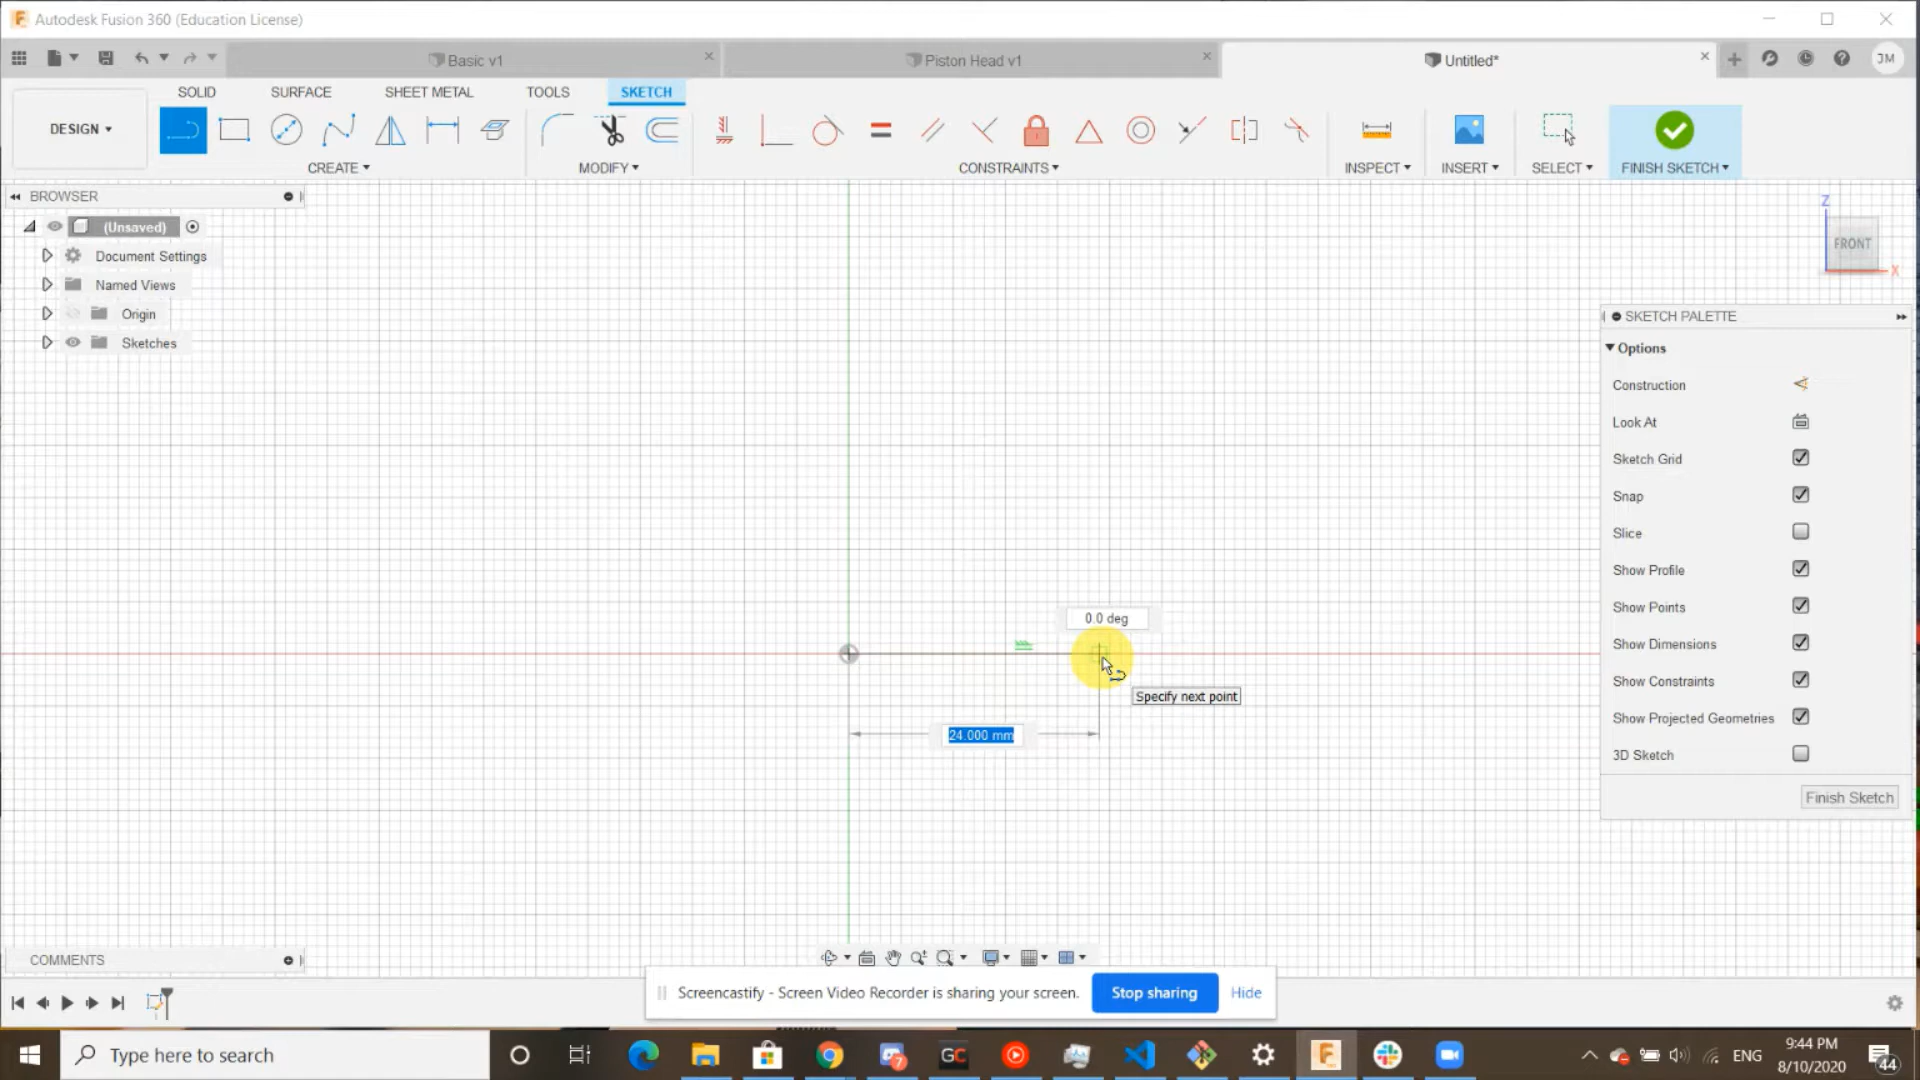 Autodesk Fusion 360 (Education License)
Basic v1
Piston Head v1
Untitled*
JM
DESIGN
SOLID
SURFACE
SHEET METAL
TOOLS
SKETCH
CREATE
MODIFY
CONSTRAINTS
INSPECT
INSERT
SELECT
FINISH SKETCH
BROWSER
(Unsaved)
Document Settings
Named Views
Origin
Sketches
Z
FRONT
X
SKETCH PALETTE
Options
Construction
Look At
Sketch Grid
Snap
Slice
Show Profile
Show Points
Show Dimensions
Show Constraints
Show Projected Geometries
3D Sketch
Finish Sketch
0.0 deg
Specify next point
24.000 mm
COMMENTS
Screencastify - Screen Video Recorder is sharing your screen.
Stop sharing
Hide
Type here to search
7
GC
ENG
9:44 PM
8/10/2020
44